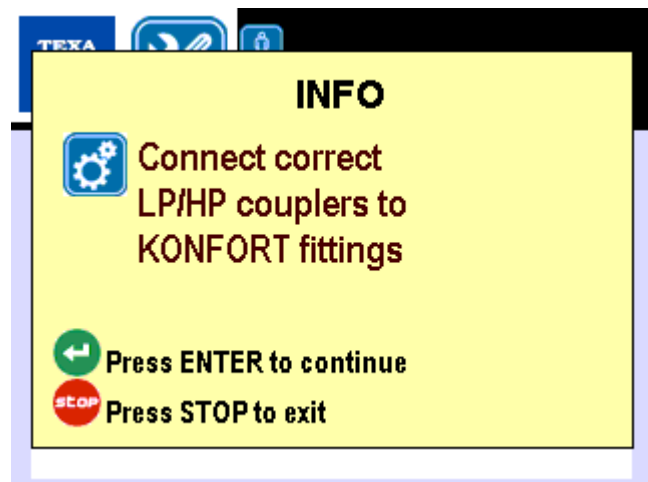 TEXA
INFO
Connect correct
LP/HP couplers to
KONFORT fittings
Press ENTER to continue
stop Press STOP to exit